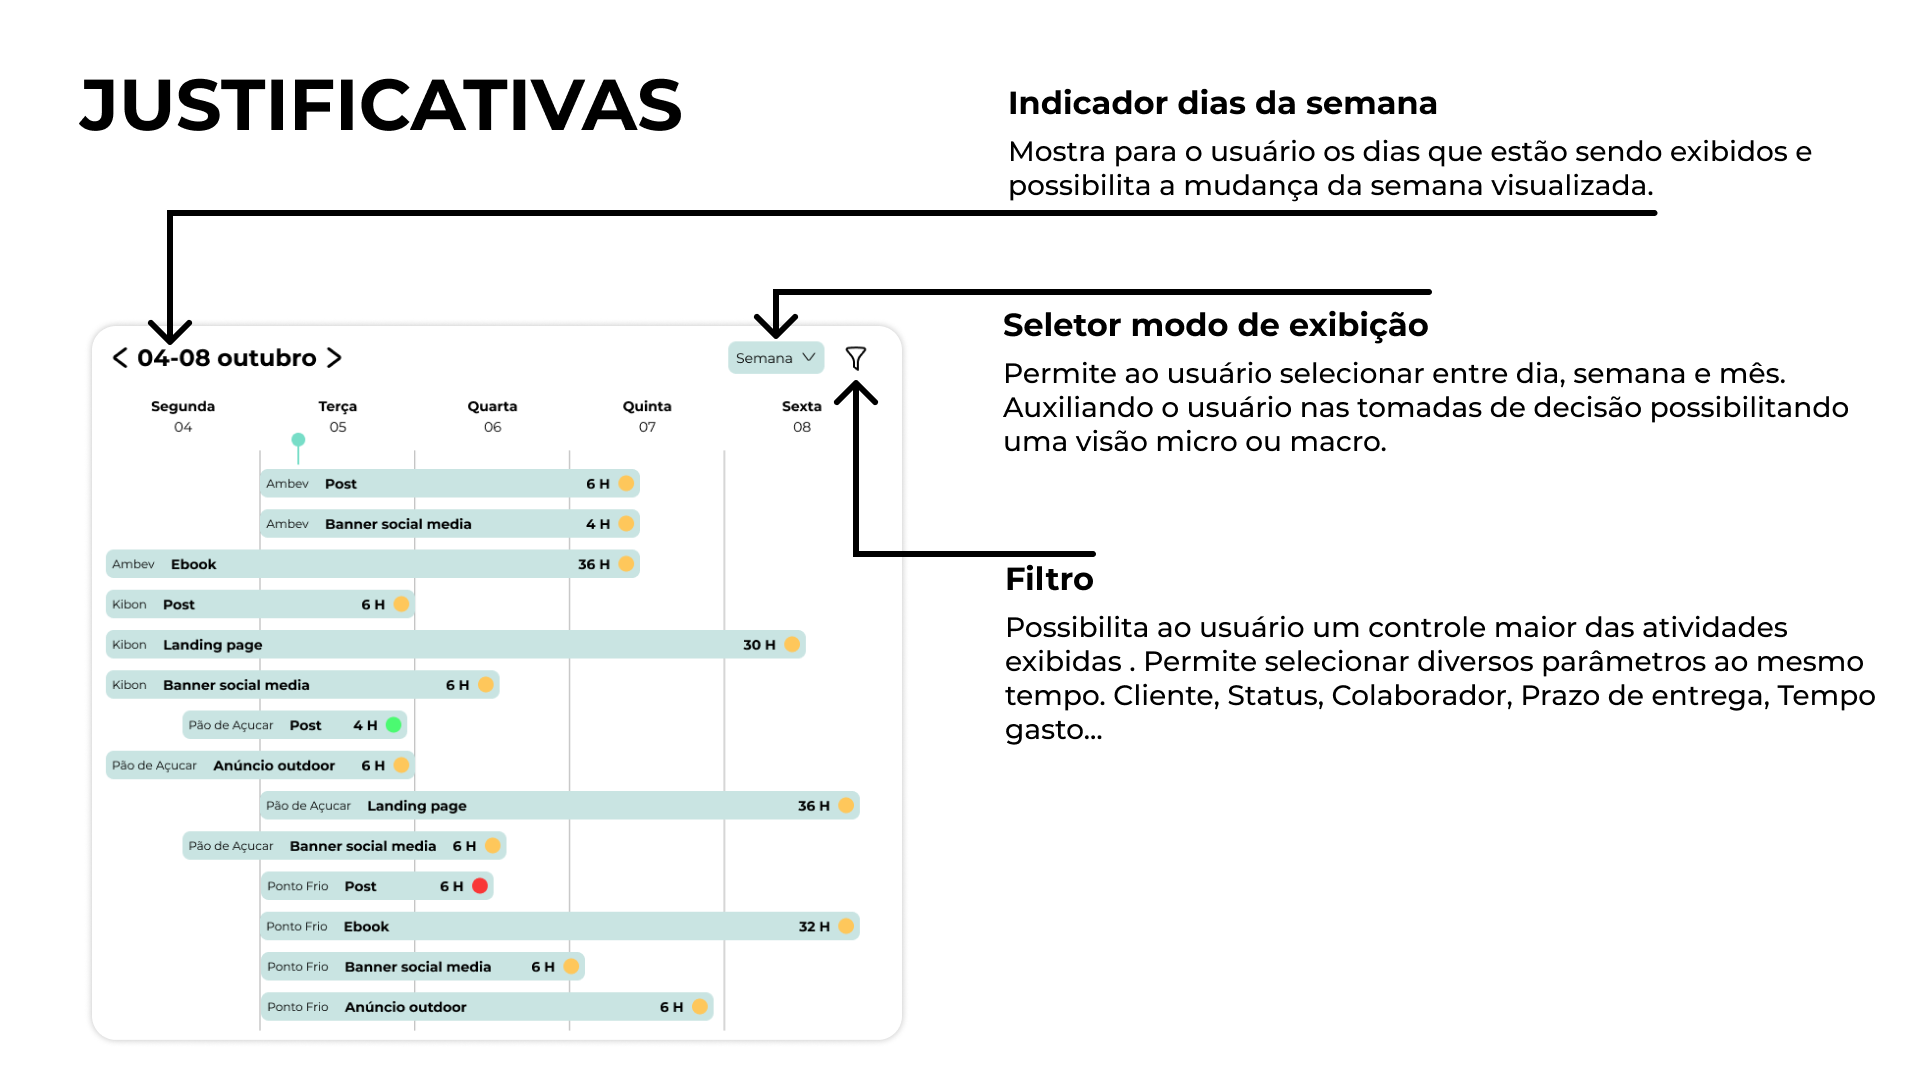 JUSTIFICATIVAS
Indicador dias da semana
Mostra para o usuário os dias que estão sendo exibidos e
possibilita a mudança da semana visualizada.
Seletor modo de exibição
Permite ao usuário selecionar entre dia, semana e mês.
Auxiliando o usuário nas tomadas de decisão possibilitando
uma visão micro ou macro.
Filtro
Possibilita ao usuário um controle maior das atividades
exibidas . Permite selecionar diversos parâmetros ao mesmo
tempo. Cliente, Status, Colaborador, Prazo de entrega, Tempo
gasto...
04-08 outubro
Semana
Segunda Terça Quarta Quinta Sexta
04 05 06 07 08
Ambev Post 6 H
Ambev Banner social media 4 H
Ambev Ebook 36 H
Kibon Post 6 H
Kibon Landing page 30 H
Kibon Banner social media 6 H
Pão de Açucar Post 4 H
Pão de Açucar Anúncio outdoor 6 H
Pão de Açucar Landing page 36 H
Pão de Açucar Banner social media 6 H
Ponto Frio Post 6 H
Ponto Frio Ebook 32 H
Ponto Frio Banner social media 6 H
Ponto Frio Anúncio outdoor 6 H